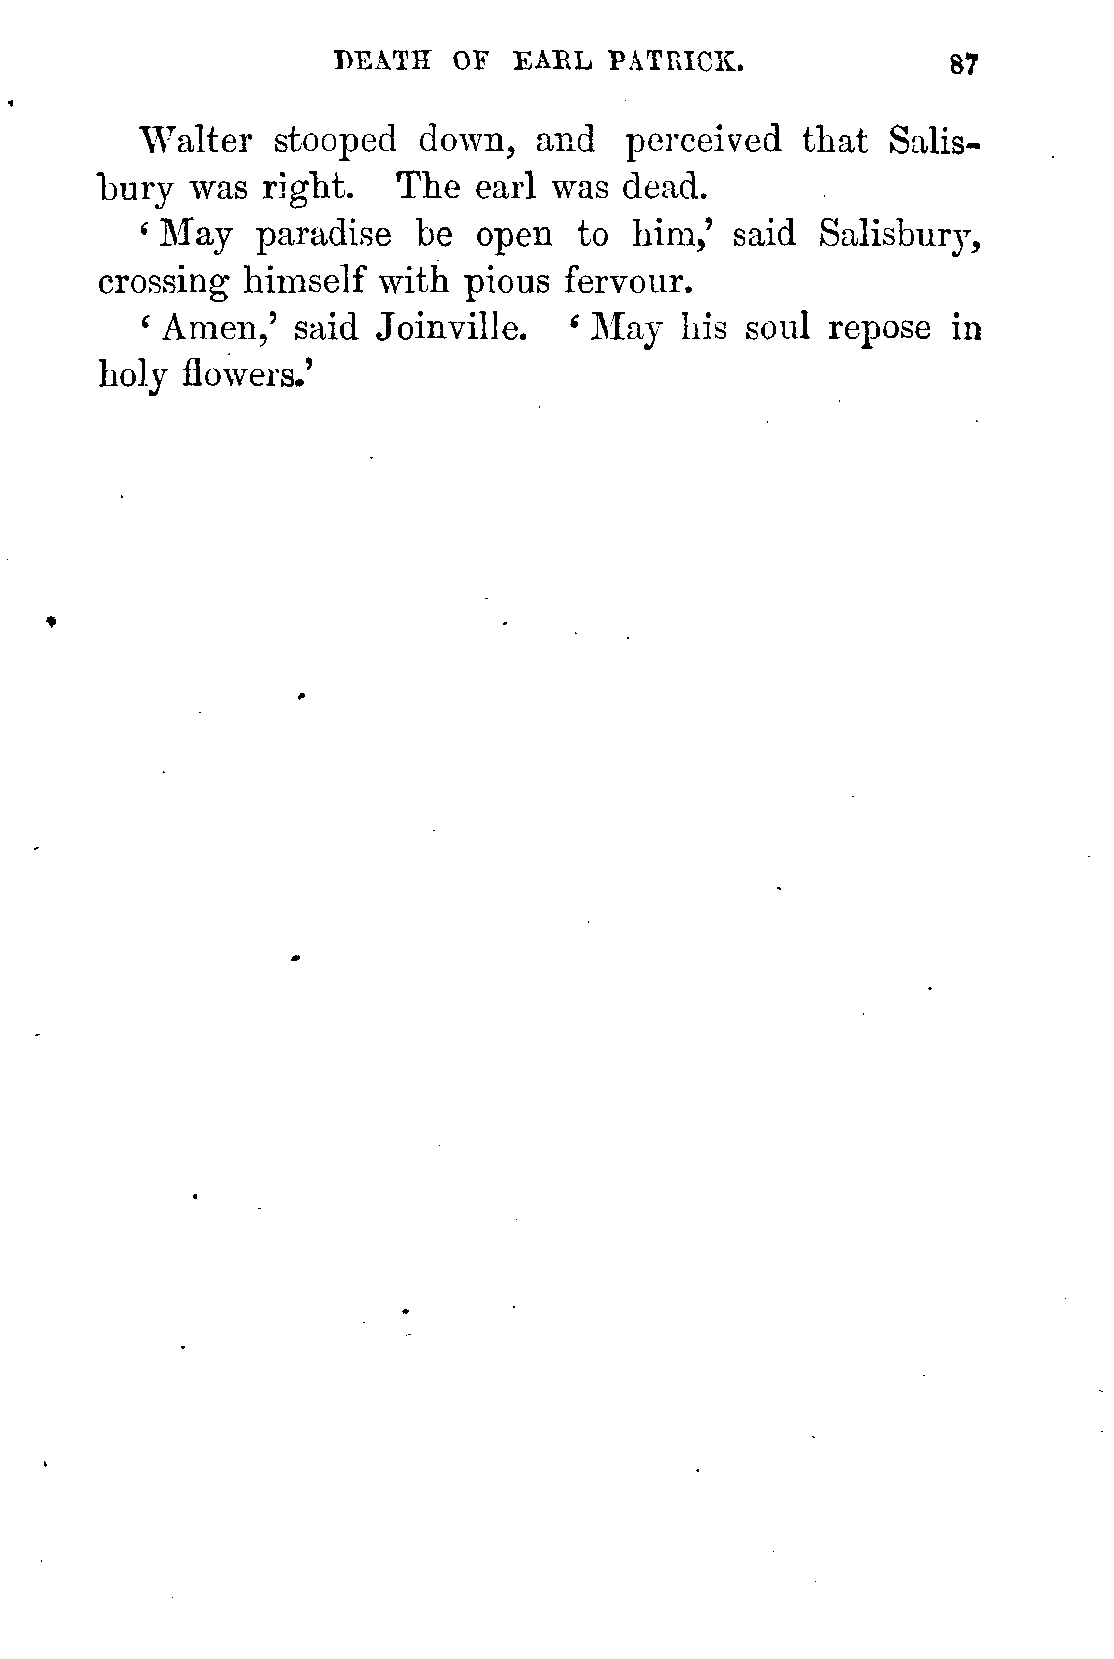 DEATH OF EARL PATRICK. 87
Walter stooped down, and perceived that Salis-
bury was right. The earl was dead.
‘May paradise be open to him,’ said Salisbury,
crossing himself with pious fervour.
‘Amen,’ said Joinville. ‘May his soul repose in
holy flowers.’